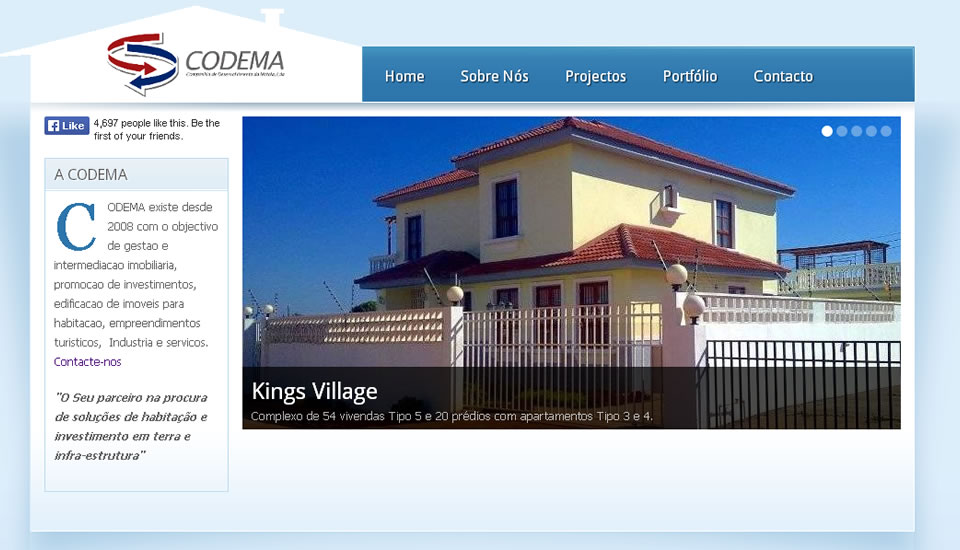 CODEMA
Companhia de Desenvolvimento da Matola, Lda
Home
Sobre Nós
Projectos
Portfólio
Contacto
Like
4,697 people like this. Be the
first of your friends.
A CODEMA
CODEMA existe desde
2008 com o objectivo
de gestao e
intermediacao imobiliaria,
promocao de investimentos,
edificacao de imoveis para
habitacao, empreendimentos
turisticos, Industria e servicos.
Contacte-nos
"O Seu parceiro na procura
de soluções de habitação e
investimento em terra e
infra-estrutura"
Kings Village
Complexo de 54 vivendas Tipo 5 e 20 prédios com apartamentos Tipo 3 e 4.